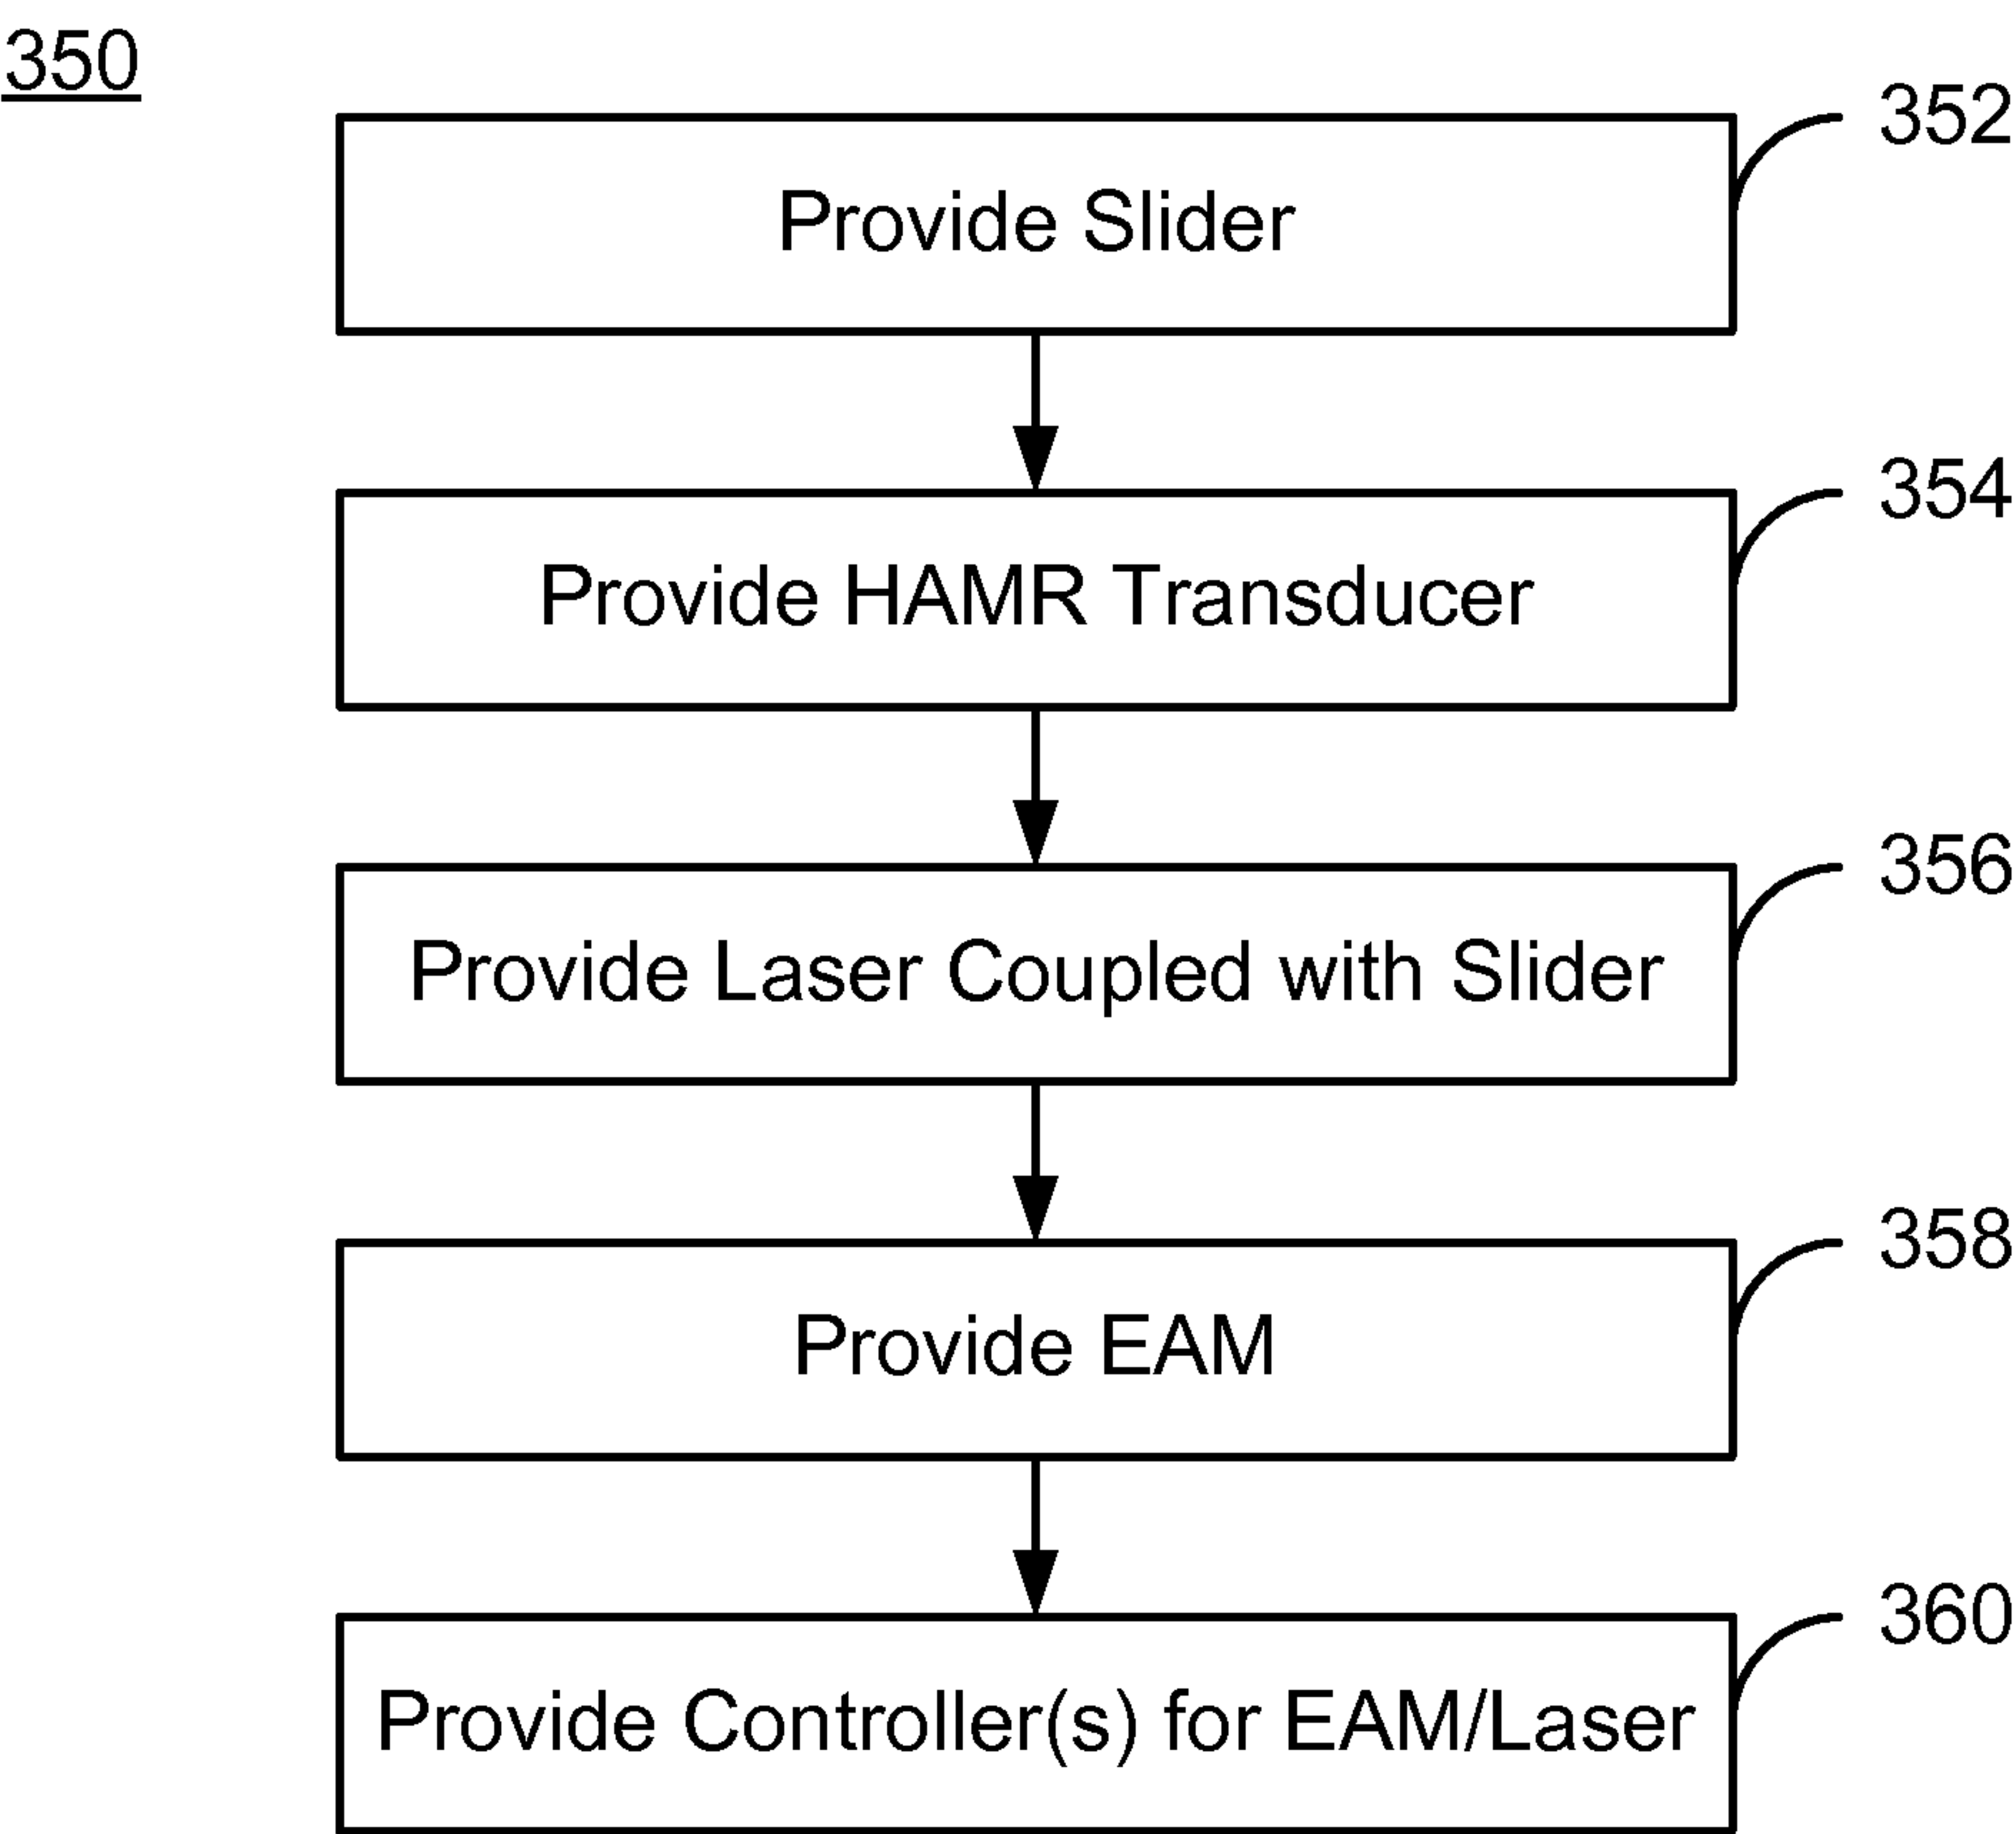 350
352
Provide Slider
354
Provide HAMR Transducer
356
Provide Laser Coupled with Slider
358
Provide EAM
360
Provide Controller(s) for EAM/Laser